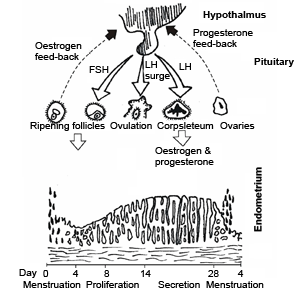 Hypothalmus
Oestrogen
feed-back
Progesterone
feed-back
Pituitary
FSH
LH
surge
LH
Ripening follicles Ovulation Corpsleteum Ovaries
Oestrogen &
progesterone
Endometrium
Day 0 4 8 14 28 4
Menstruation Proliferation Secretion Menstruation